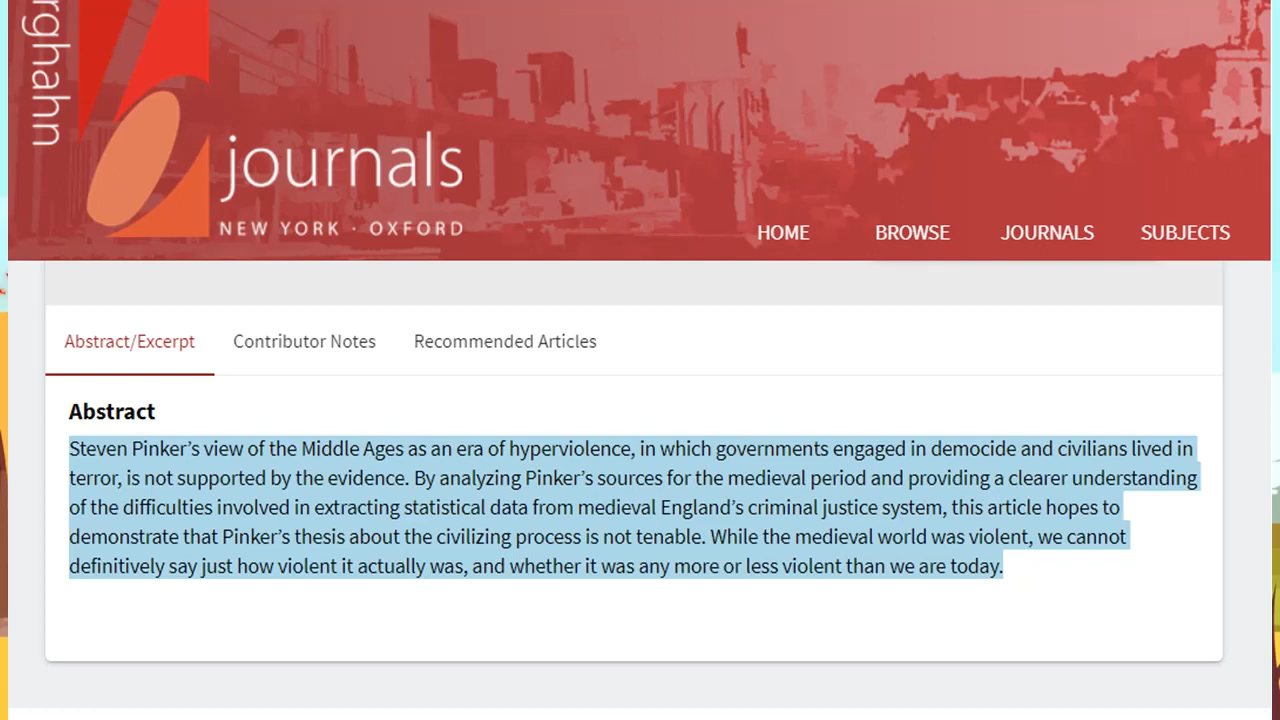 rghahn
journals
NEW YORK · OXFORD
HOME BROWSE JOURNALS SUBJECTS
Abstract/Excerpt Contributor Notes Recommended Articles
Abstract
Steven Pinker’s view of the Middle Ages as an era of hyperviolence, in which governments engaged in democide and civilians lived in
terror, is not supported by the evidence. By analyzing Pinker’s sources for the medieval period and providing a clearer understanding
of the difficulties involved in extracting statistical data from medieval England’s criminal justice system, this article hopes to
demonstrate that Pinker’s thesis about the civilizing process is not tenable. While the medieval world was violent, we cannot
definitively say just how violent it actually was, and whether it was any more or less violent than we are today.